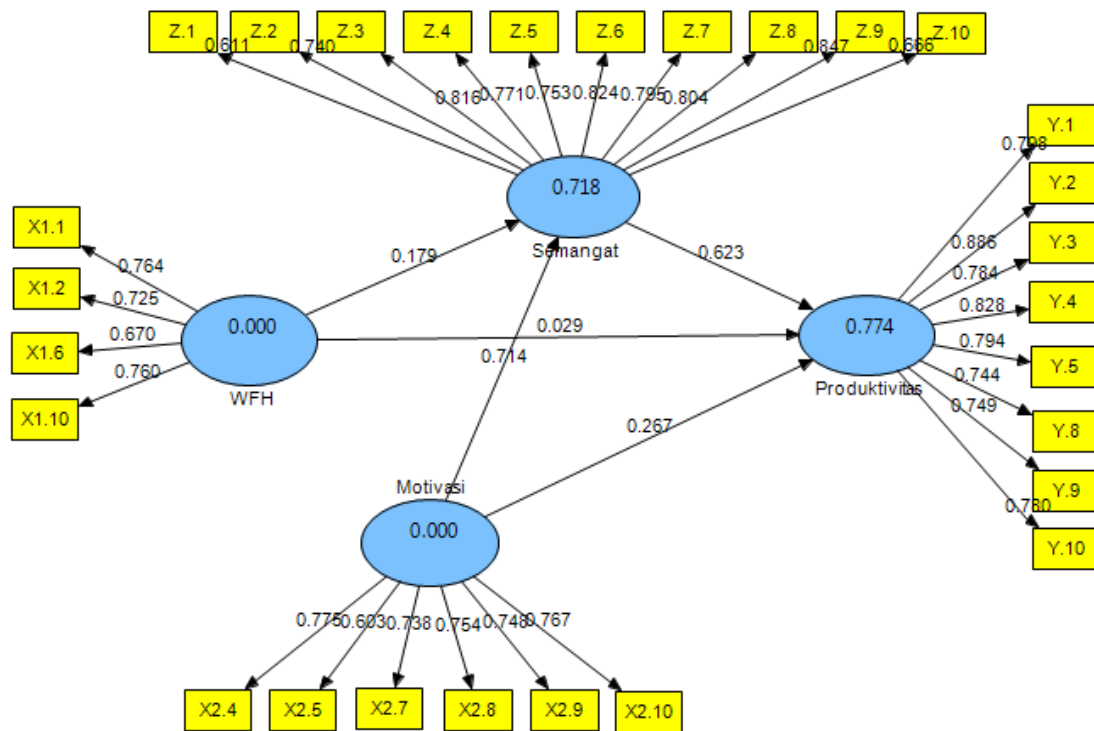 Z.1
Z.2
Z.3
Z.4
Z.5
Z.6
Z.7
Z.8
Z.9
Z.10
0.611
0.740
0.816
0.771
0.753
0.824
0.795
0.804
0.847
0.666
0.718
Semangat
X1.1
X1.2
X1.6
X1.10
0.764
0.725
0.670
0.760
0.000
WFH
0.179
0.029
0.714
0.623
0.267
0.774
Produktivitas
0.798
0.886
0.784
0.828
0.794
0.744
0.749
0.780
Y.1
Y.2
Y.3
Y.4
Y.5
Y.8
Y.9
Y.10
Motivasi
0.000
0.775
0.603
0.738
0.754
0.748
0.767
X2.4
X2.5
X2.7
X2.8
X2.9
X2.10